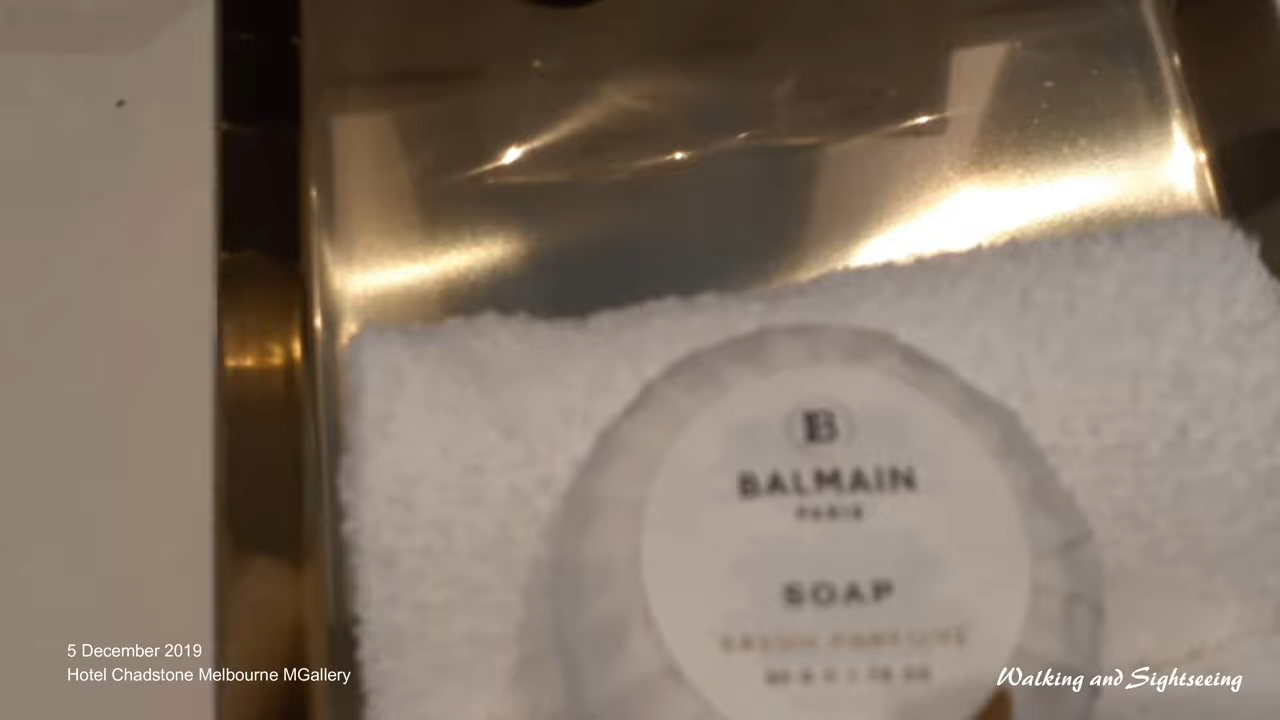 B
BALMAIN
PARIS
SOAP
5 December 2019
Hotel Chadstone Melbourne MGallery
Walking and Sightseeing